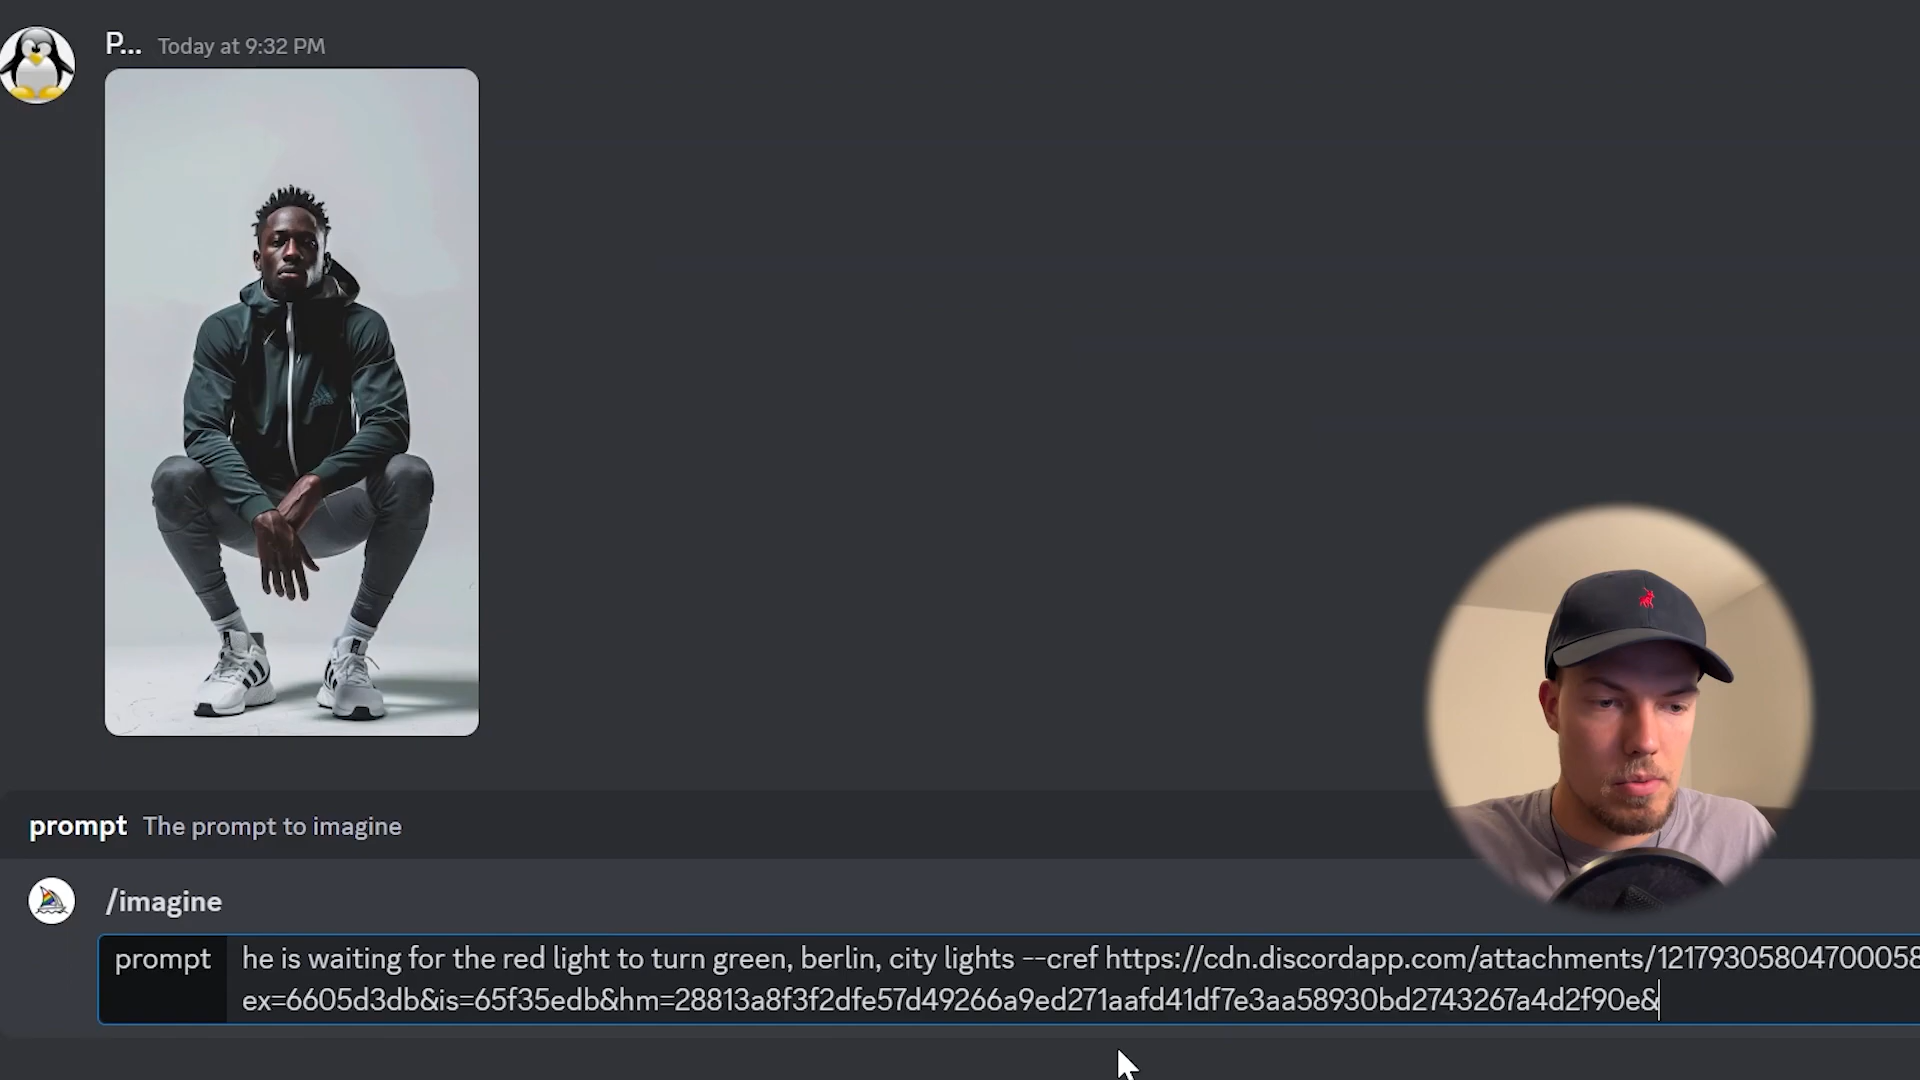 P... Today at 9:32 PM
prompt The prompt to imagine
/imagine
prompt he is waiting for the red light to turn green, berlin, city lights --cref https://cdn.discordapp.com/attachments/121793058047000058
ex=6605d3db&is=65f35edb&hm=28813a8f3f2dfe57d49266a9ed271aafd41df7e3aa58930bd2743267a4d2f90e&